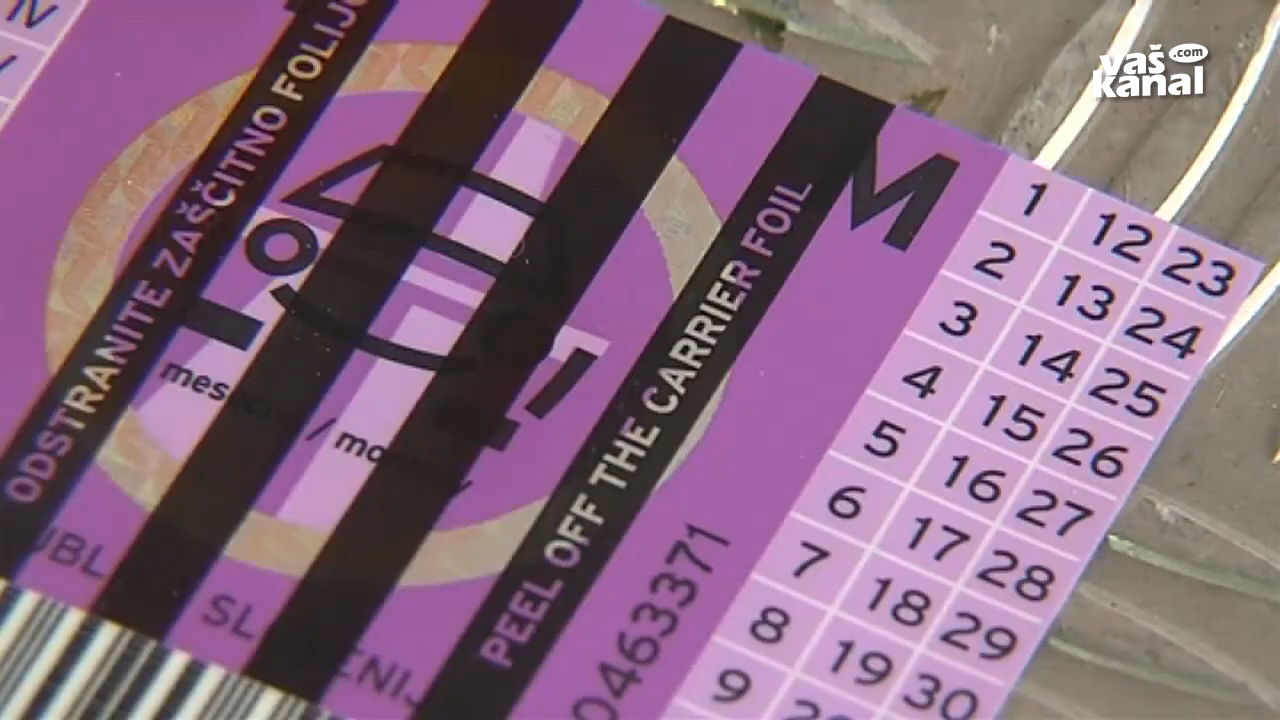 vaš
kanal
.com
ODSTRANITE ZAŠČITNO FOLIJO
PEEL OFF THE CARRIER FOIL
M
0463371
1 12 23
2 13 24
3 14 25
4 15 26
5 16 27
6 17 28
7 18 29
8 19 30
9